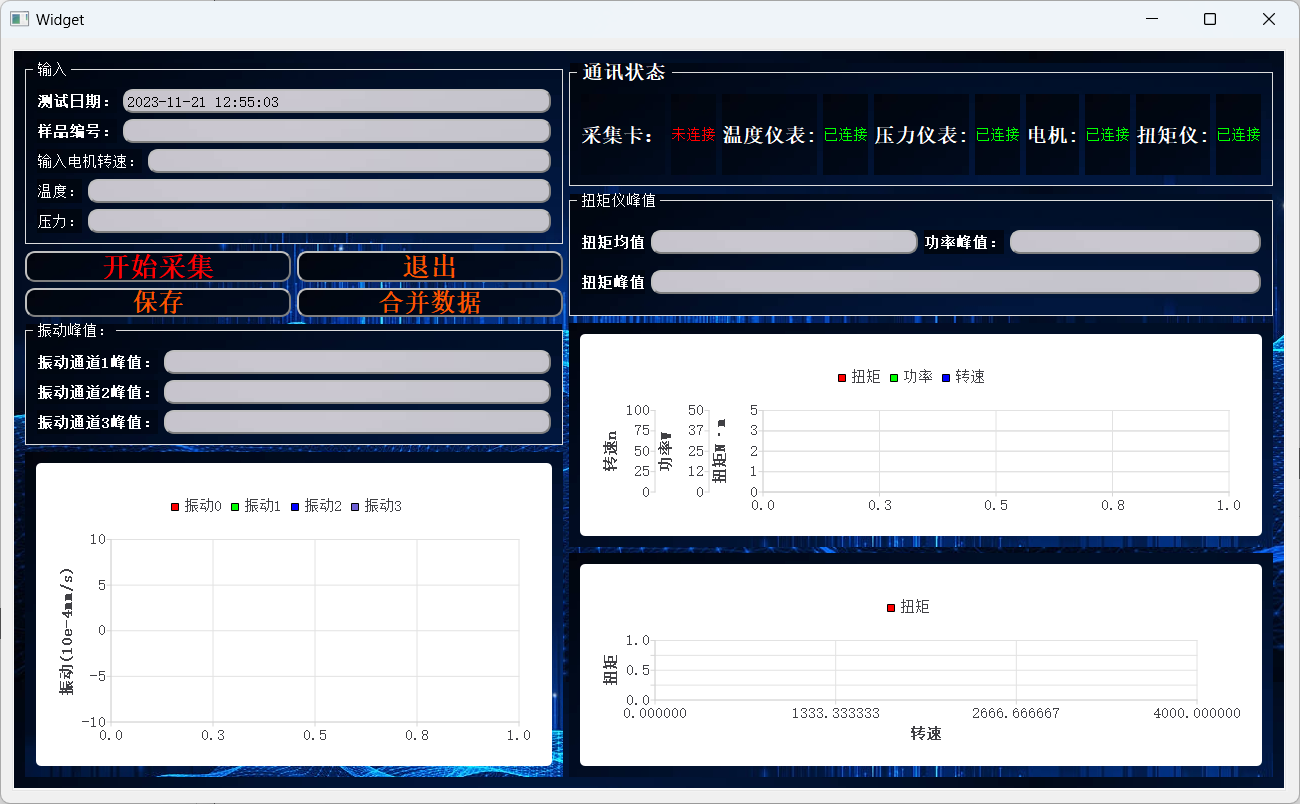 Widget
输入
测试日期： 2023-11-21 12:55:03
样品编号：
输入电机转速：
温度：
压力：
开始采集 退出
保存 合并数据
振动峰值：
振动通道1峰值：
振动通道2峰值：
振动通道3峰值：
振动0 振动1 振动2 振动3
振动(10e-4mm/s)
10
5
0
-5
-10
0.0 0.3 0.5 0.8 1.0
通讯状态
采集卡： 未连接 温度仪表： 已连接 压力仪表： 已连接 电机： 已连接 扭矩仪： 已连接
扭矩仪峰值
扭矩均值 功率峰值：
扭矩峰值
扭矩 功率 转速
转速n 功率W 扭矩N·m
100 50 5
75 37 3
50 25 2
25 12 1
0 0 0
0.0 0.3 0.5 0.8 1.0
扭矩
扭矩
1.0
0.5
0.0
0.000000 1333.333333 2666.666667 4000.000000
转速